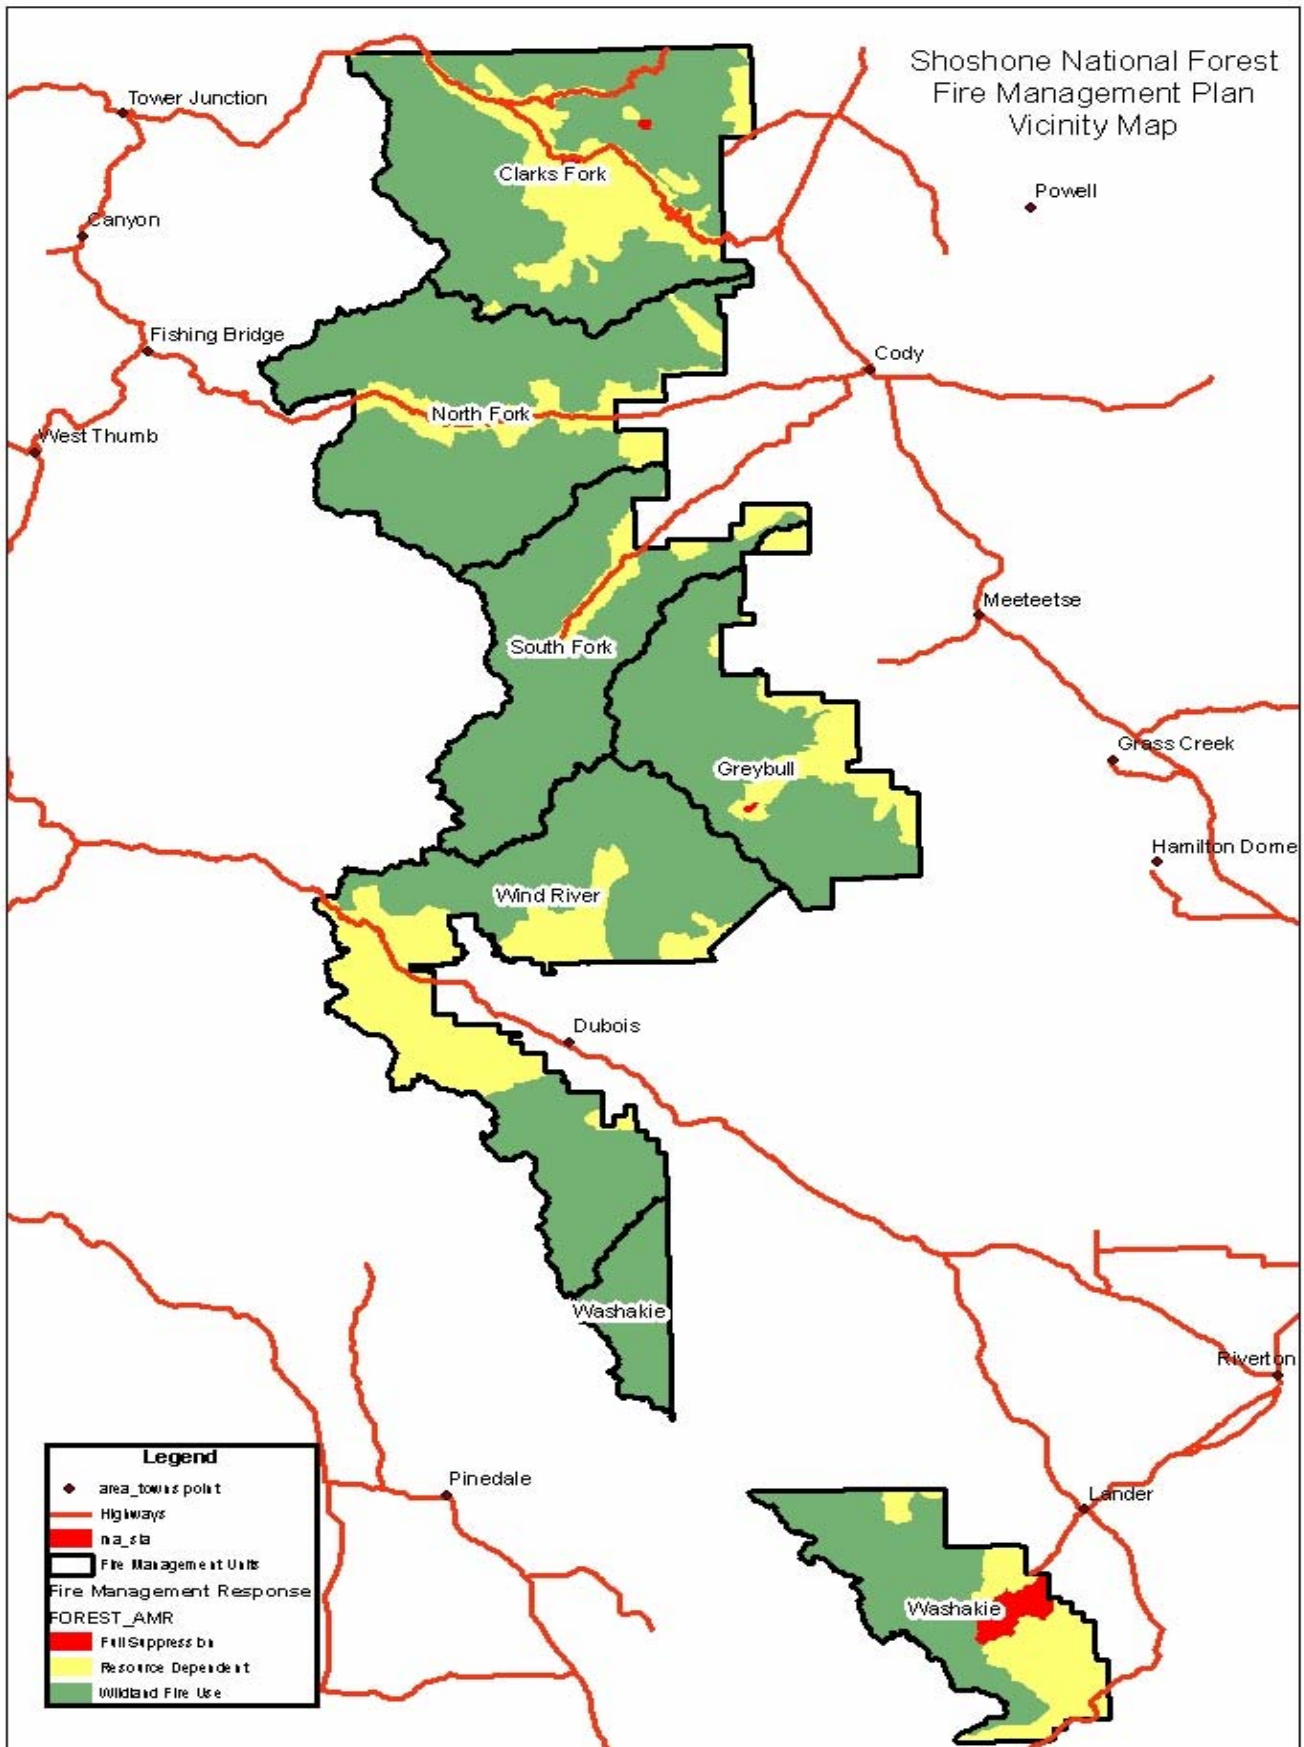 Shoshone National Forest
Fire Management Plan
Vicinity Map
Tower Junction
Clarks Fork
Powell
Canyon
Fishing Bridge
Cody
North Fork
West Thumb
Meeteetse
South Fork
Grass Creek
Greybull
Hamilton Dome
Wind River
Dubois
Washakie
Riverton
Pinedale
Lander
Washakie
Legend
area_towns point
Highways
Fire Management Units
Fire Management Response
FOREST_AMR
Full Suppression
Resource Dependent
Wildland Fire Use